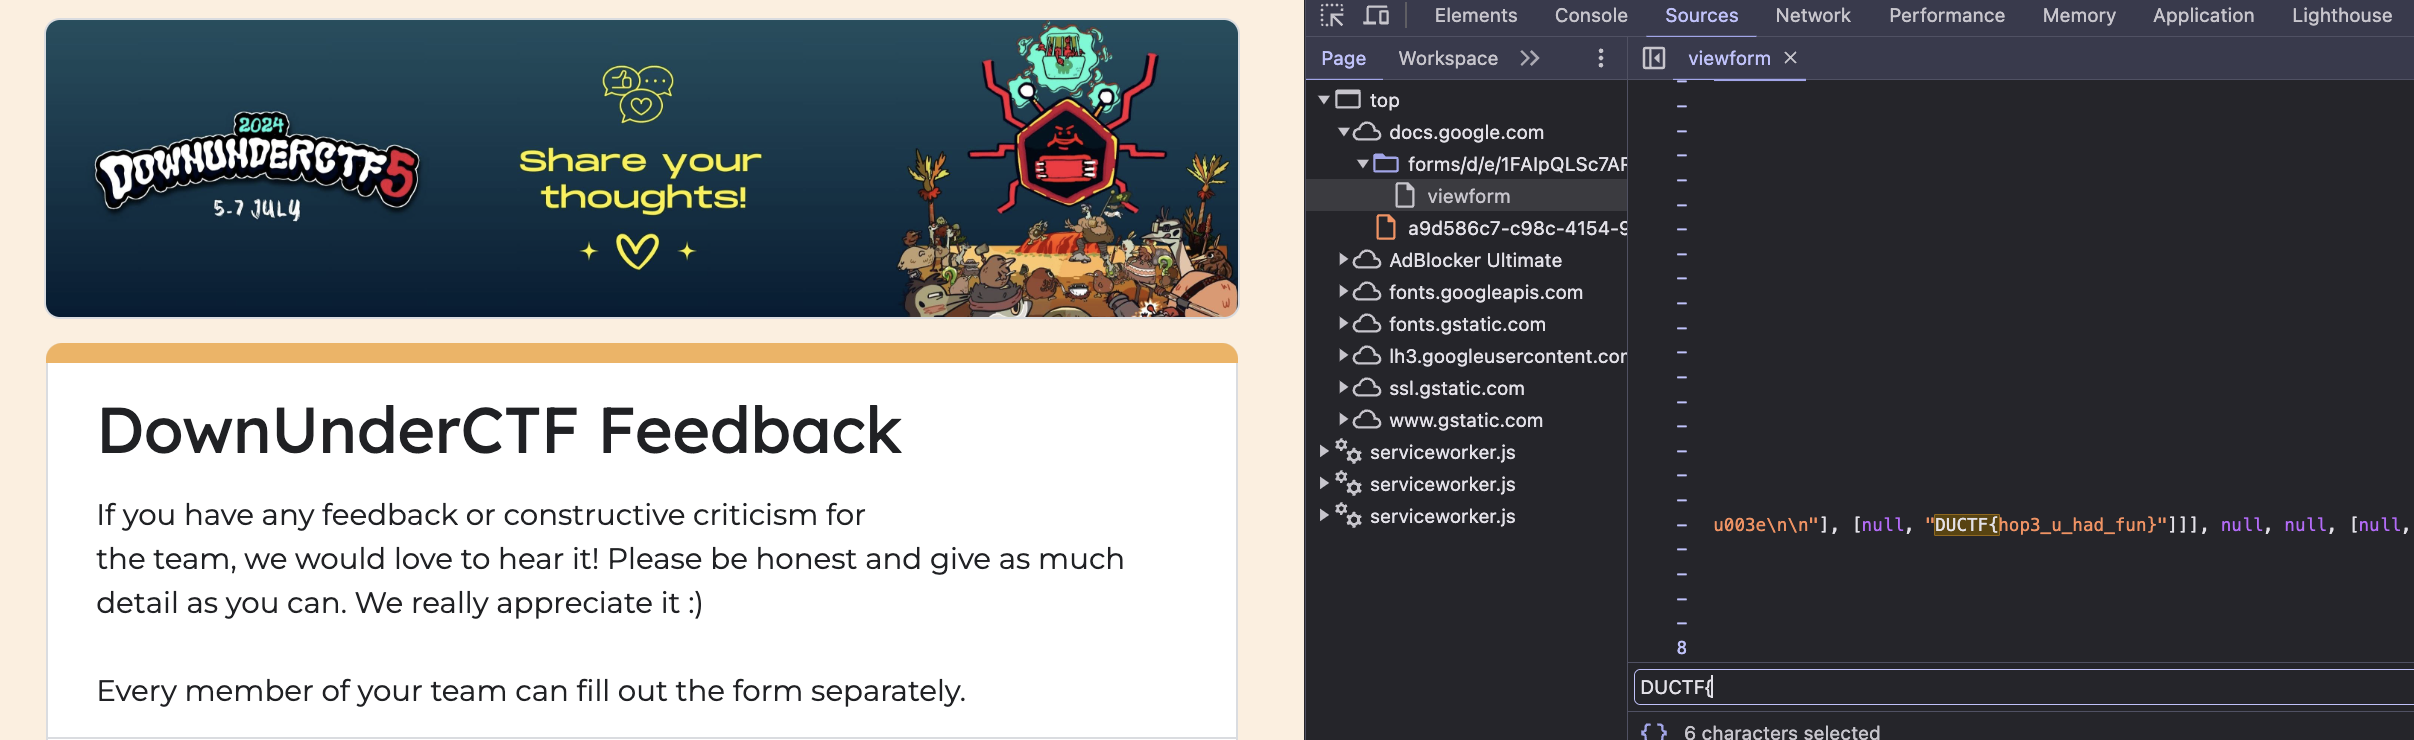 2024
DOWNUNDERCTF5
5-7 JULY
Share your
thoughts!
DownUnderCTF Feedback
If you have any feedback or constructive criticism for
the team, we would love to hear it! Please be honest and give as much
detail as you can. We really appreciate it :)
Every member of your team can fill out the form separately.
Elements Console Sources Network Performance Memory Application Lighthouse
Page Workspace
viewform
top
docs.google.com
forms/d/e/1FAIpQLSc7AF
viewform
a9d586c7-c98c-4154-9
AdBlocker Ultimate
fonts.googleapis.com
fonts.gstatic.com
lh3.googleusercontent.com
ssl.gstatic.com
www.gstatic.com
serviceworker.js
serviceworker.js
serviceworker.js
u003e\n\n"], [null, "DUCTF{hop3_u_had_fun}"]]], null, null, [null,
8
DUCTF{
{} 6 characters selected